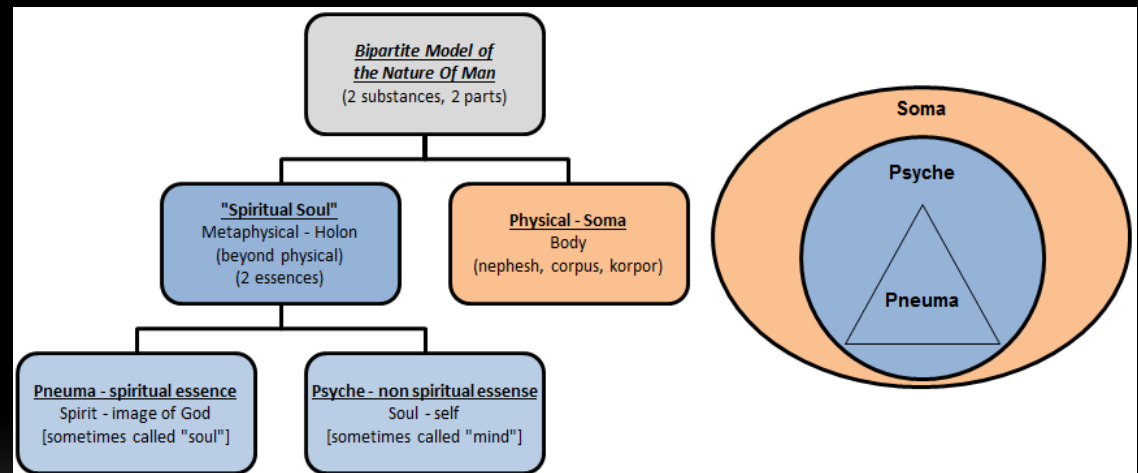 Bipartite Model of
the Nature Of Man
(2 substances, 2 parts)
"Spiritual Soul"
Metaphysical - Holon
(beyond physical)
(2 essences)
Physical - Soma
Body
(nephesh, corpus, korpor)
Pneuma - spiritual essence
Spirit - image of God
[sometimes called "soul"]
Psyche - non spiritual essense
Soul - self
[sometimes called "mind"]
Soma
Psyche
Pneuma